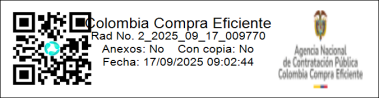 Colombia Compra Eficiente
Rad No. 2_2025_09_17_009770
Anexos: No Con copia: No
Fecha: 17/09/2025 09:02:44
Agencia Nacional
de Contratación Pública
Colombia Compra Eficiente